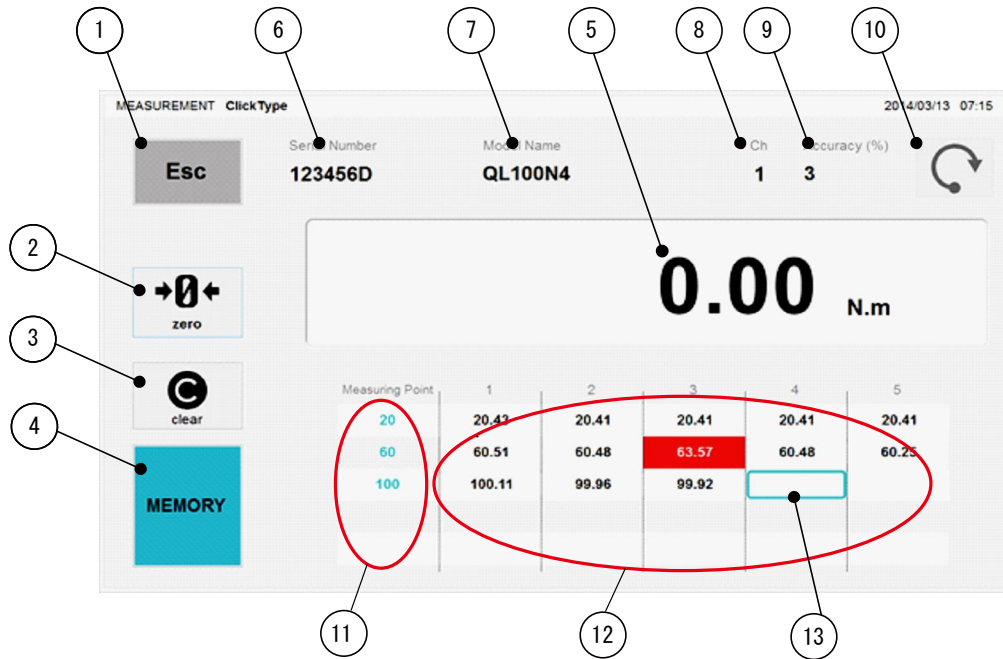 1 6 7 5 8 9 10
MEASUREMENT ClickType 2014/03/13 07:15
Serial Number Model Name Ch Accuracy (%)
Esc 123456D QL100N4 1 3
2
0.00 N.m
zero
3
clear
Measuring Point 1 2 3 4 5
4
20 20.43 20.41 20.41 20.41 20.41
60 60.51 60.48 63.57 60.48 60.25
100 100.11 99.96 99.92
MEMORY
11 12 13